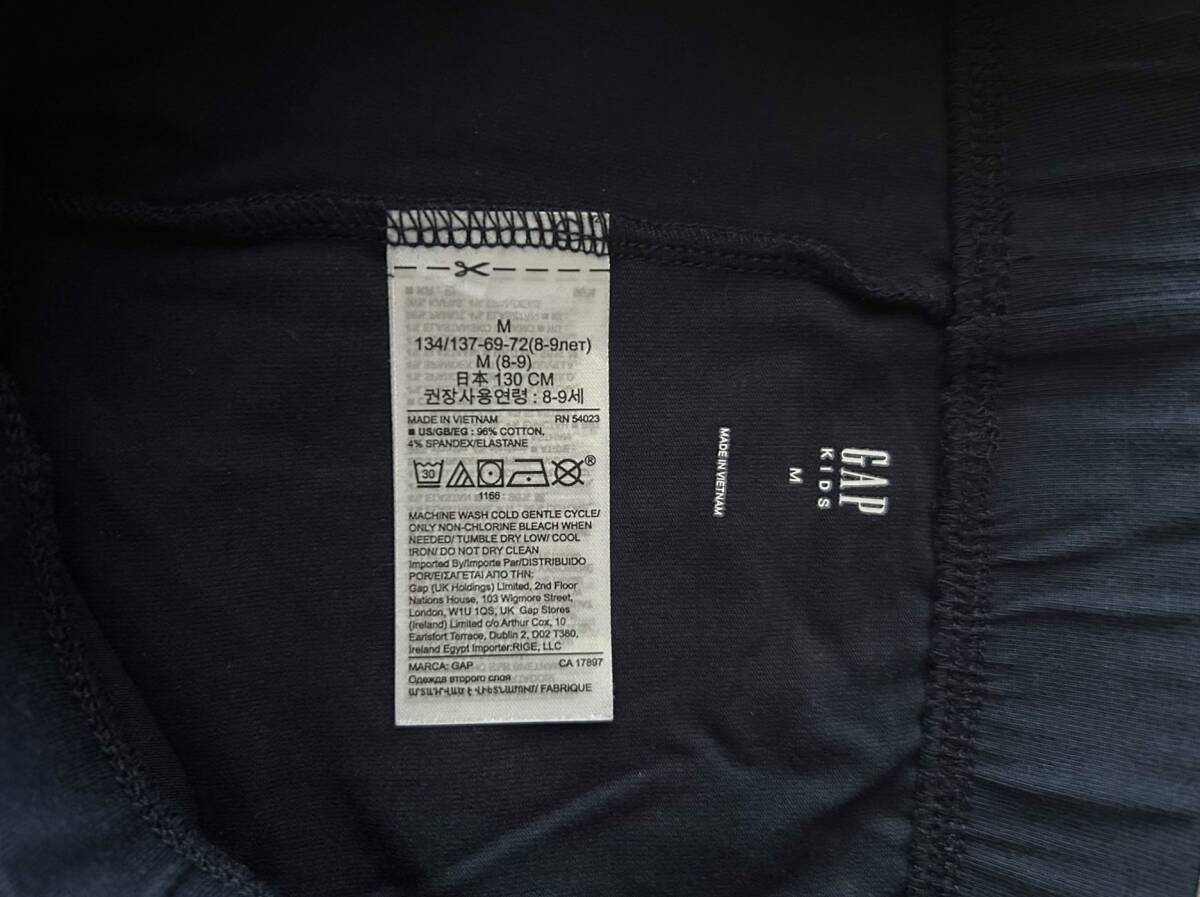 M
134/137-69-72(8-9лет)
M (8-9)
日本 130 CM
권장사용연령 : 8-9세
MADE IN VIETNAM RN 54023
■ US/GB/EG : 96% COTTON,
4% SPANDEX/ELASTANE
30 ®
1166
MACHINE WASH COLD GENTLE CYCLE/
ONLY NON-CHLORINE BLEACH WHEN
NEEDED/ TUMBLE DRY LOW/ COOL
IRON/ DO NOT DRY CLEAN
Imported By/Importe Par/DISTRIBUIDO
POR/ΕΙΣΑΓΕΤΑΙ ΑΠΟ ΤΗΝ:
Gap (UK Holdings) Limited, 2nd Floor
Nations House, 103 Wigmore Street,
London, W1U 1QS, UK Gap Stores
(Ireland) Limited c/o Arthur Cox, 10
Earlsfort Terrace, Dublin 2, D02 T380,
Ireland Egypt Importer:RIGE, LLC
MARCA: GAP CA 17897
Одежда второго слоя
ԱՐՏԱԴՐՎԱԾ Է ՎԻԵՏՆԱՄՈՒՄ/ FABRIQUE
GAP
KIDS
M
MADE IN VIETNAM